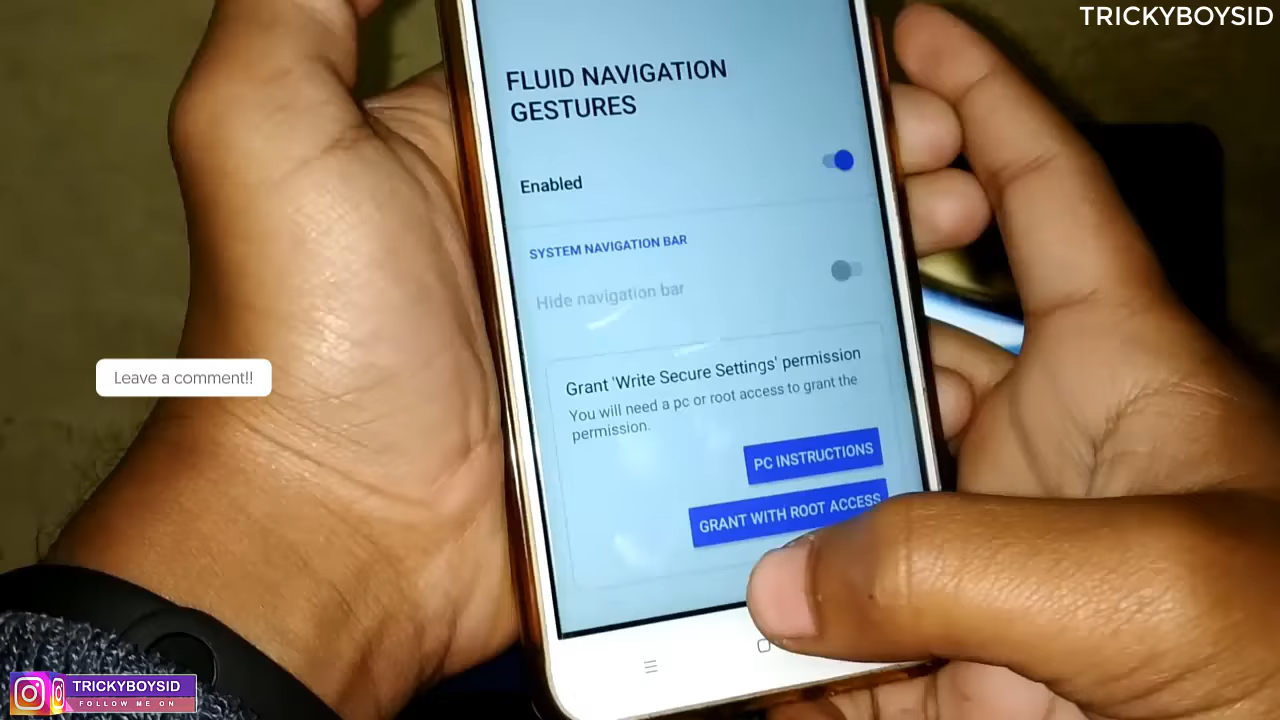 TRICKYBOYSID
FLUID NAVIGATION
GESTURES
Enabled
SYSTEM NAVIGATION BAR
Hide navigation bar
Grant 'Write Secure Settings' permission
You will need a pc or root access to grant the
permission.
PC INSTRUCTIONS
GRANT WITH ROOT ACCESS
Leave a comment!!
TRICKYBOYSID
FOLLOW ME ON